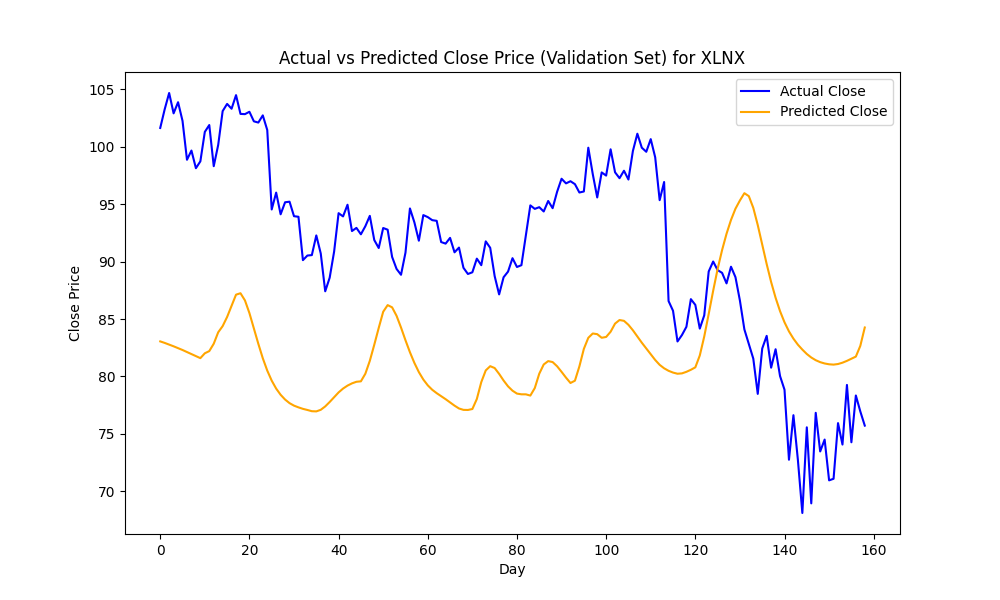 Actual vs Predicted Close Price (Validation Set) for XLNX
Actual Close
Predicted Close
Close Price
105
100
95
90
85
80
75
70
0 20 40 60 80 100 120 140 160
Day